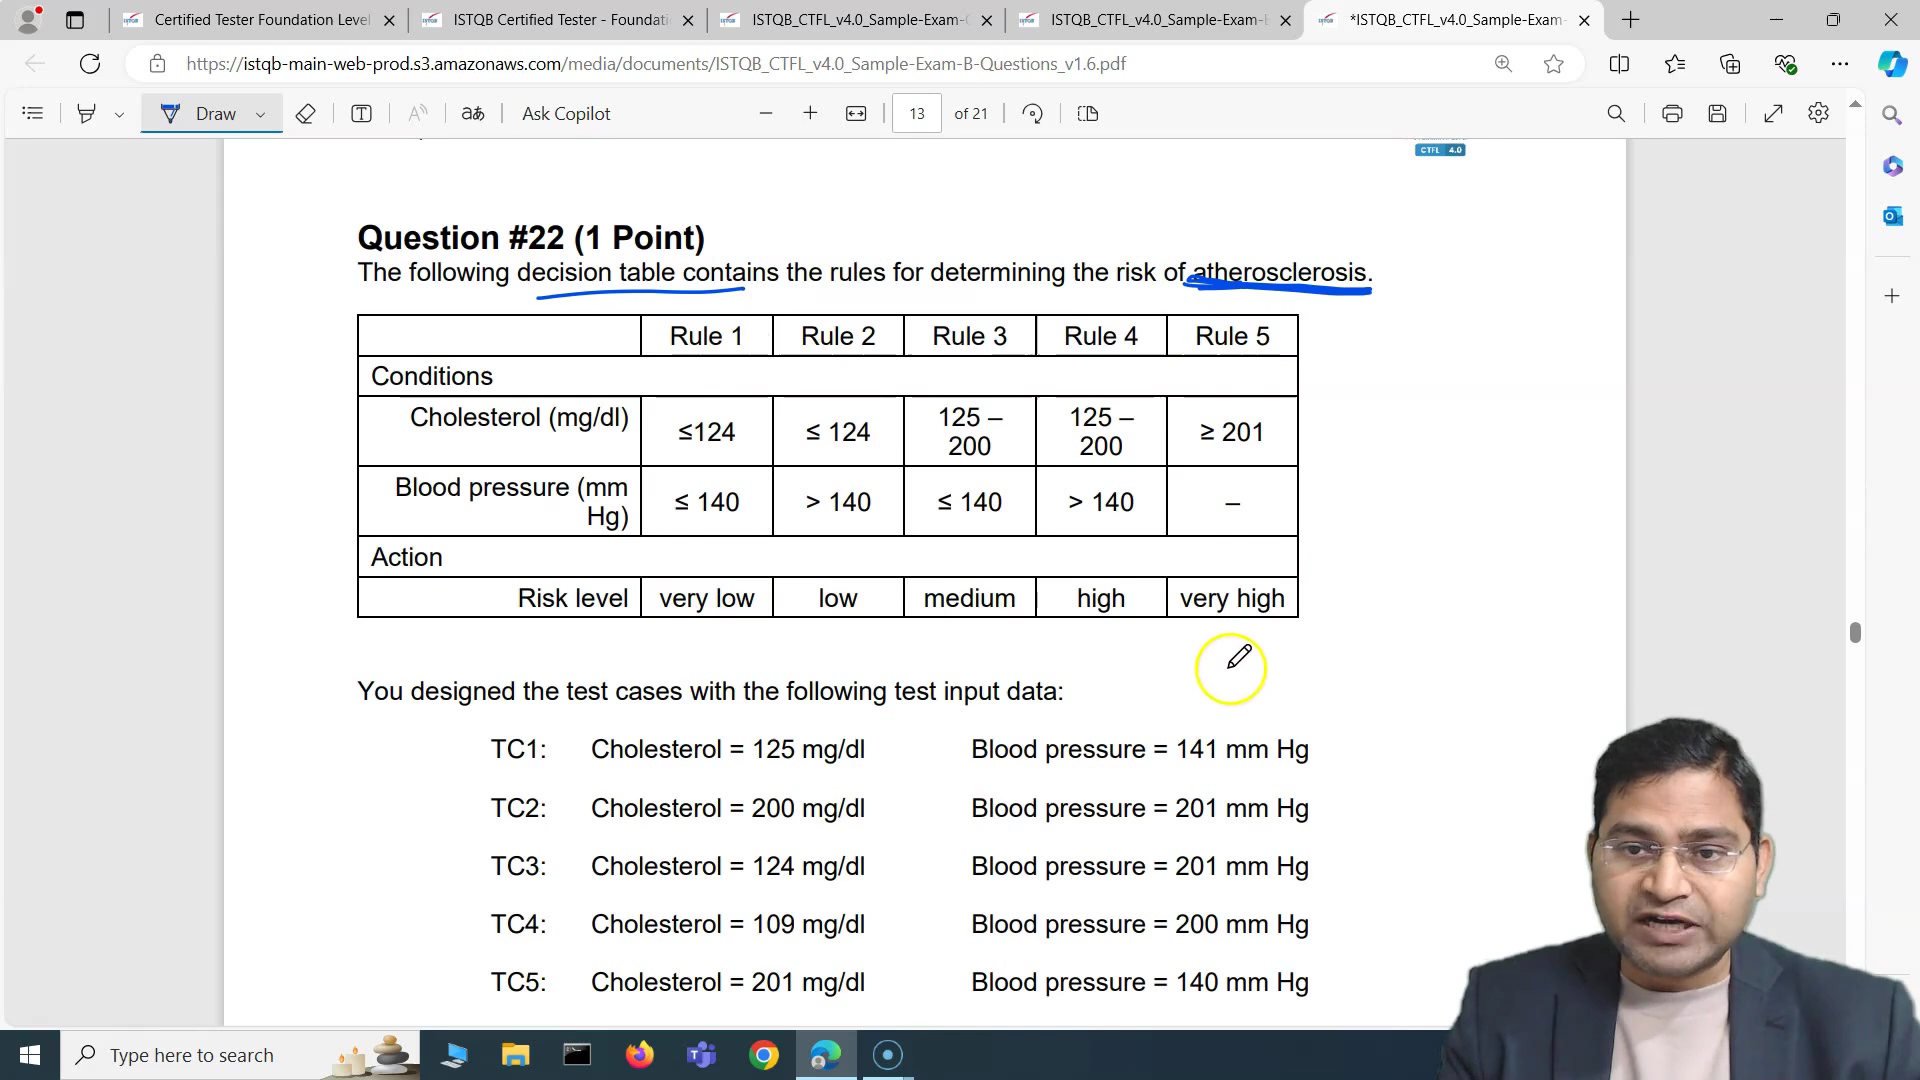 Certified Tester Foundation Level
ISTQB Certified Tester - Foundati
ISTQB_CTFL_v4.0_Sample-Exam-
ISTQB_CTFL_v4.0_Sample-Exam-
*ISTQB_CTFL_v4.0_Sample-Exam-
https://istqb-main-web-prod.s3.amazonaws.com/media/documents/ISTQB_CTFL_v4.0_Sample-Exam-B-Questions_v1.6.pdf
Draw
Ask Copilot
13 of 21
CTFL 4.0
Question #22 (1 Point)
The following decision table contains the rules for determining the risk of atherosclerosis.
Rule 1 Rule 2 Rule 3 Rule 4 Rule 5
Conditions
Cholesterol (mg/dl) ≤124 ≤ 124 125 – 200 125 – 200 ≥ 201
Blood pressure (mm Hg) ≤ 140 > 140 ≤ 140 > 140 –
Action
Risk level very low low medium high very high
You designed the test cases with the following test input data:
TC1: Cholesterol = 125 mg/dl Blood pressure = 141 mm Hg
TC2: Cholesterol = 200 mg/dl Blood pressure = 201 mm Hg
TC3: Cholesterol = 124 mg/dl Blood pressure = 201 mm Hg
TC4: Cholesterol = 109 mg/dl Blood pressure = 200 mm Hg
TC5: Cholesterol = 201 mg/dl Blood pressure = 140 mm Hg
Type here to search